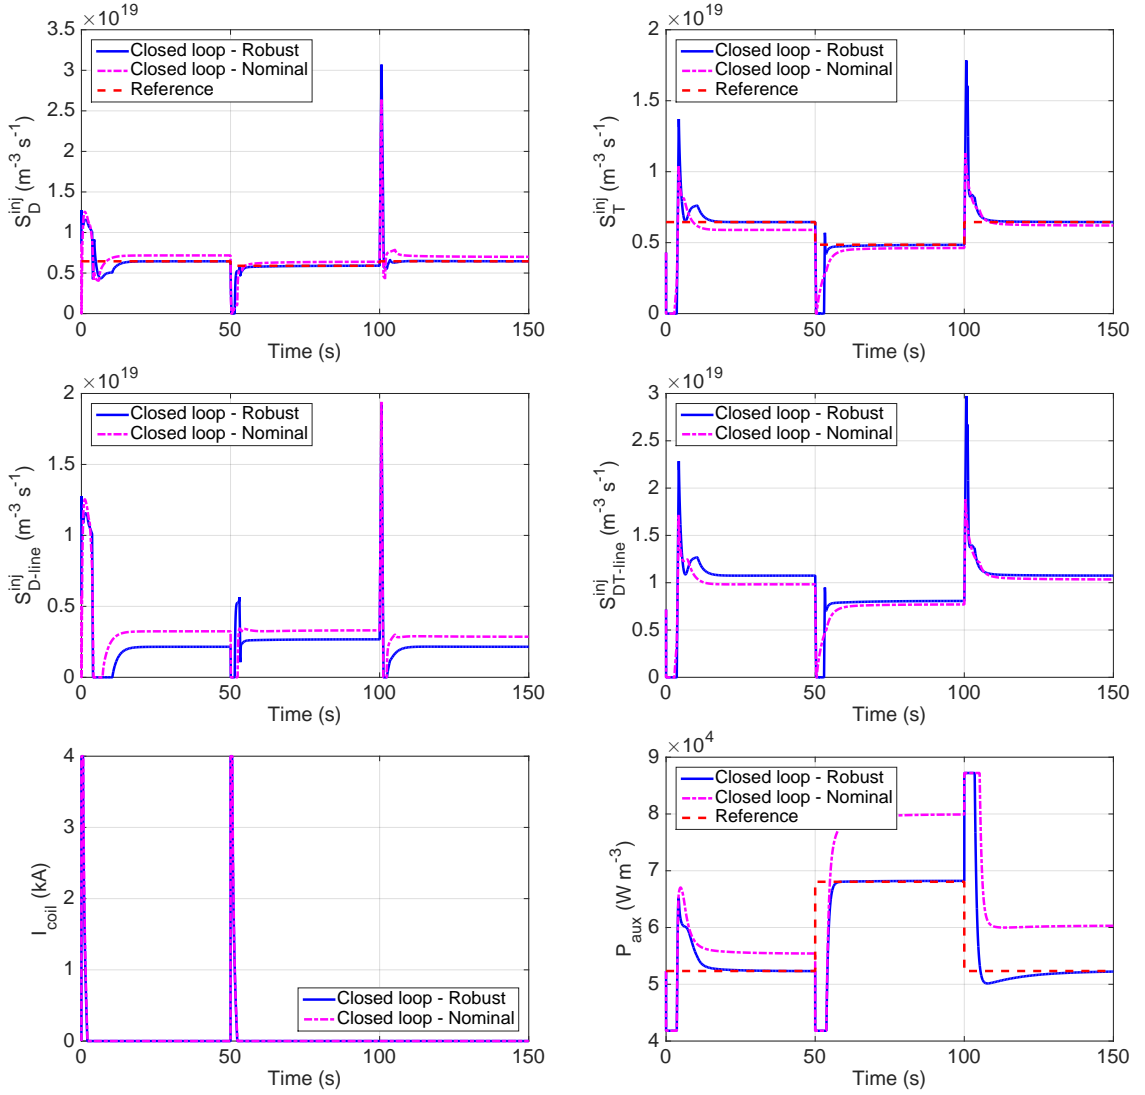 ×10^19
3.5
3
2.5
2
1.5
1
0.5
0
S_D^inj (m^-3 s^-1)
Closed loop - Robust
Closed loop - Nominal
Reference
0 50 100 150
Time (s)
×10^19
2
1.5
1
0.5
0
S_T^inj (m^-3 s^-1)
Closed loop - Robust
Closed loop - Nominal
Reference
0 50 100 150
Time (s)
×10^19
2
1.5
1
0.5
0
S_D-line^inj (m^-3 s^-1)
Closed loop - Robust
Closed loop - Nominal
0 50 100 150
Time (s)
×10^19
3
2.5
2
1.5
1
0.5
0
S_DT-line^inj (m^-3 s^-1)
Closed loop - Robust
Closed loop - Nominal
0 50 100 150
Time (s)
4
3
2
1
0
I_coil (kA)
Closed loop - Robust
Closed loop - Nominal
0 50 100 150
Time (s)
×10^4
9
8
7
6
5
4
P_aux (W m^-3)
Closed loop - Robust
Closed loop - Nominal
Reference
0 50 100 150
Time (s)